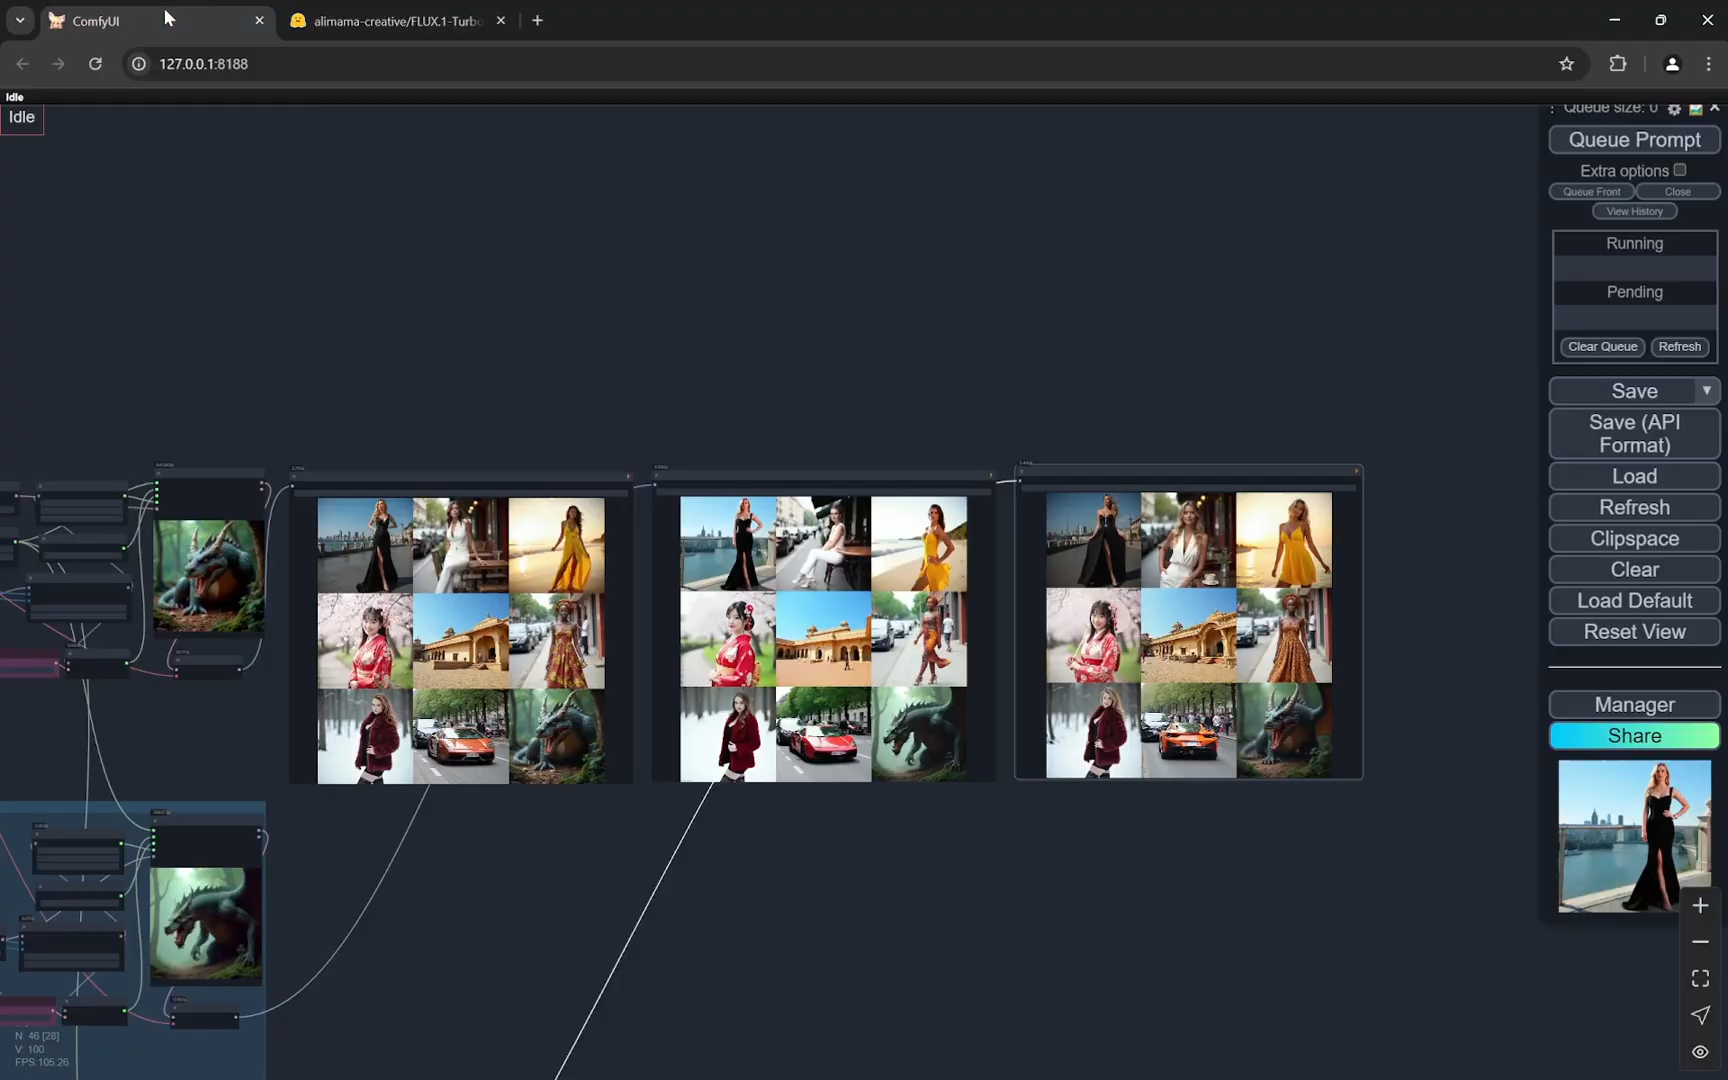 ComfyUI
alimama-creative/FLUX.1-Turbo
127.0.0.1:8188
Idle
Idle
Queue size: 0
Queue Prompt
Extra options
Queue Front
Close
View History
Running
Pending
Clear Queue
Refresh
Save
Save (API
Format)
Load
Refresh
Clipspace
Clear
Load Default
Reset View
Manager
Share
N: 46 [28]
V: 100
FPS:105.26